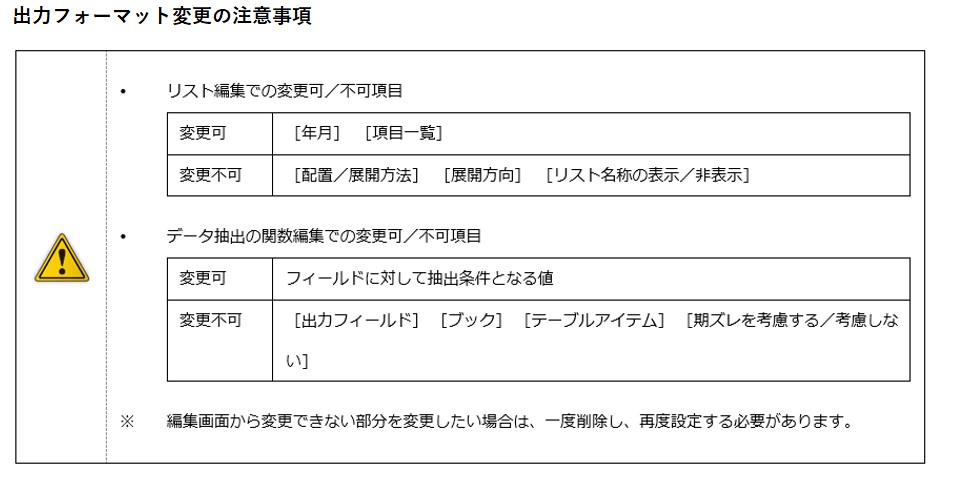 出力フォーマット変更の注意事項
• リスト編集での変更可／不可項目
変更可 ［年月］ ［項目一覧］
変更不可 ［配置／展開方法］ ［展開方向］ ［リスト名称の表示／非表示］
• データ抽出の関数編集での変更可／不可項目
変更可 フィールドに対して抽出条件となる値
変更不可 ［出力フィールド］ ［ブック］ ［テーブルアイテム］ ［期ズレを考慮する／考慮しな
い］
※ 編集画面から変更できない部分を変更したい場合は、一度削除し、再度設定する必要があります。